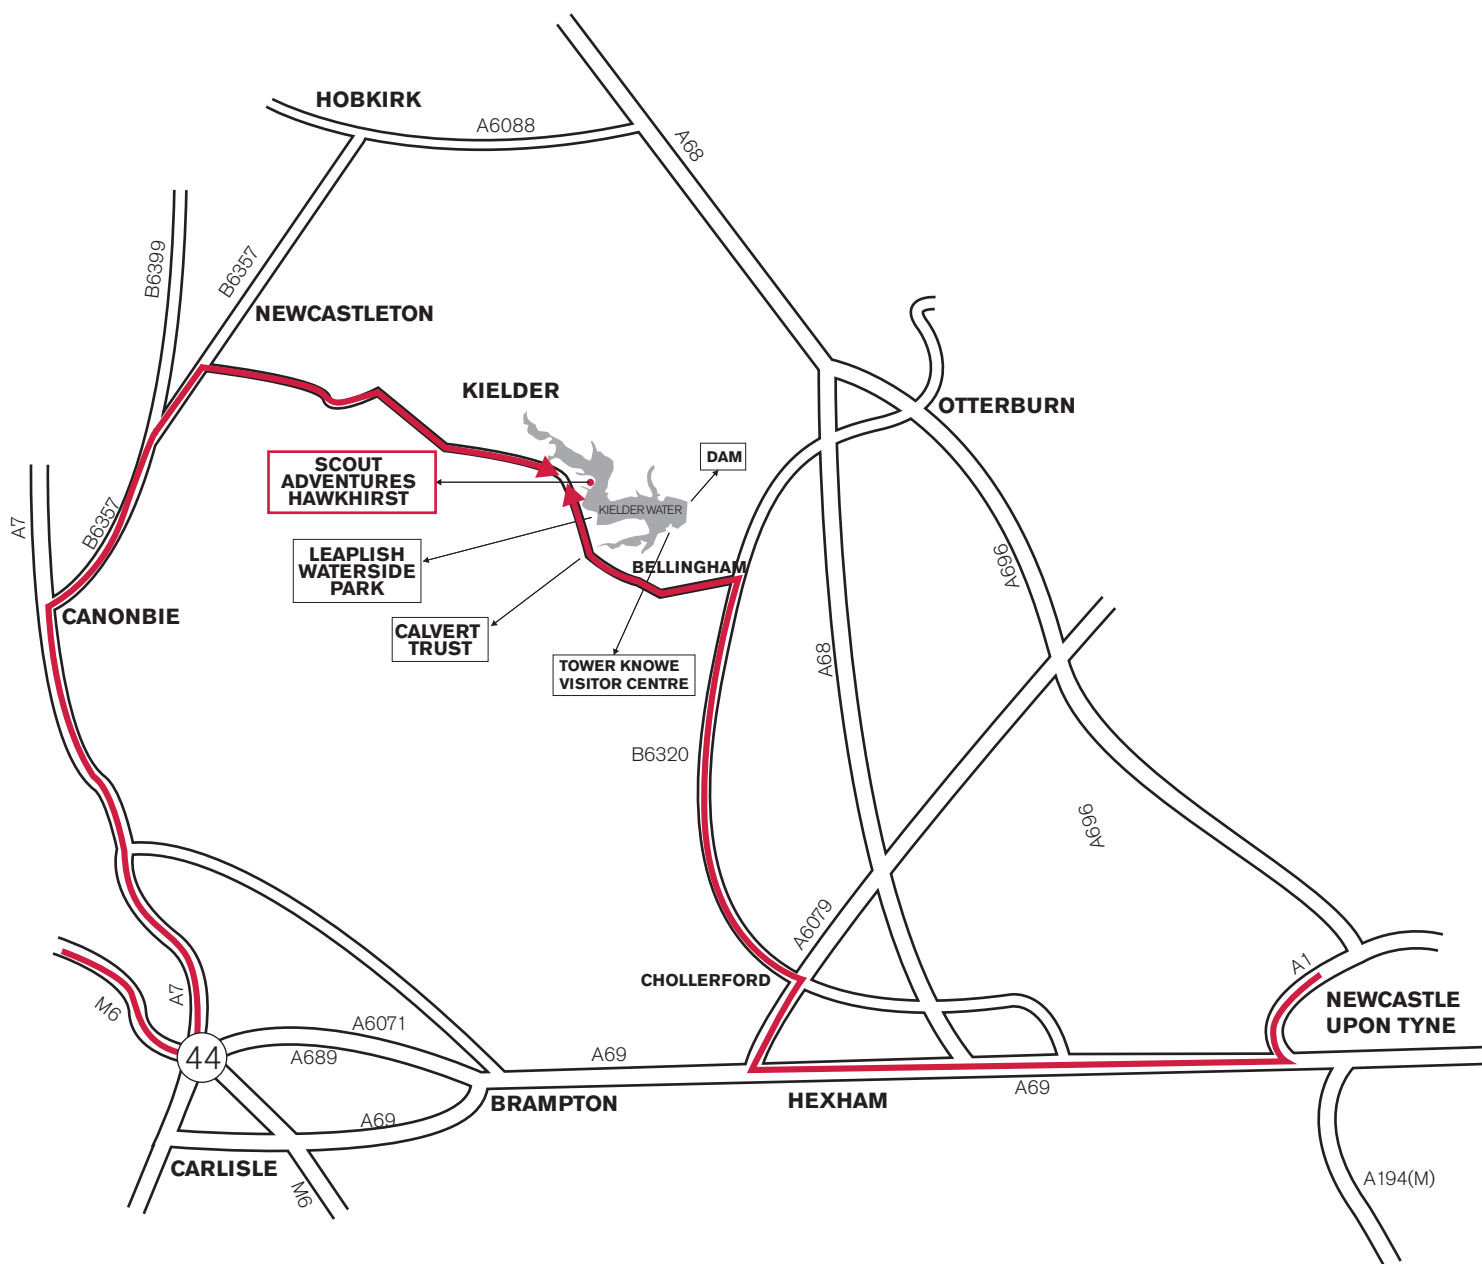 HOBKIRK
A6088
A68
B6399
B6357
NEWCASTLETON
KIELDER
OTTERBURN
DAM
SCOUT
ADVENTURES
HAWKHIRST
KIELDER WATER
A7
B6357
LEAPLISH
WATERSIDE
PARK
BELLINGHAM
A696
CANONBIE
CALVERT
TRUST
TOWER KNOWE
VISITOR CENTRE
A68
B6320
A696
A6079
CHOLLERFORD
A1
NEWCASTLE
UPON TYNE
M6
A7
A6071
44
A689
A69
A69
BRAMPTON
HEXHAM
A69
CARLISLE
M6
A194(M)